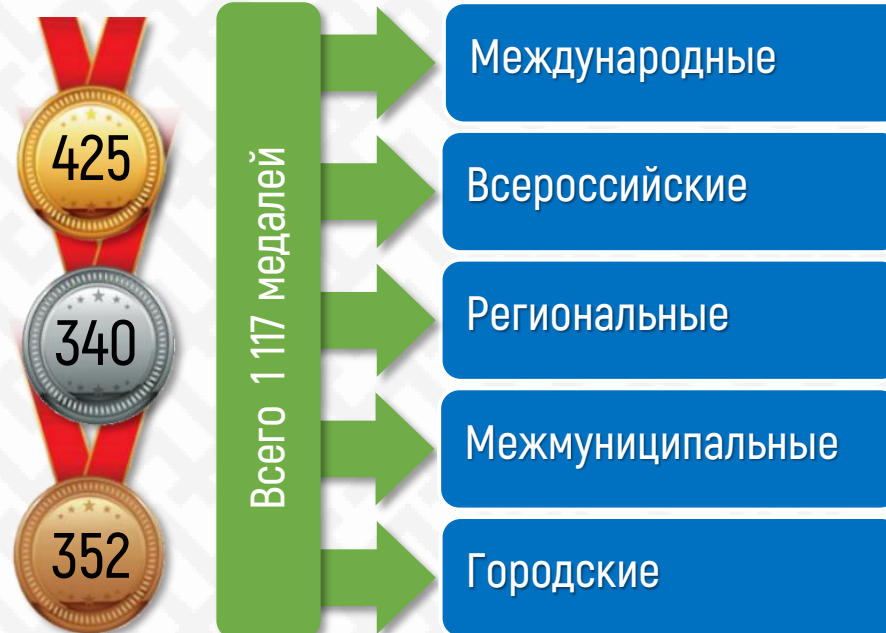 425
340
352
Всего 1 117 медалей
Международные
Всероссийские
Региональные
Межмуниципальные
Городские